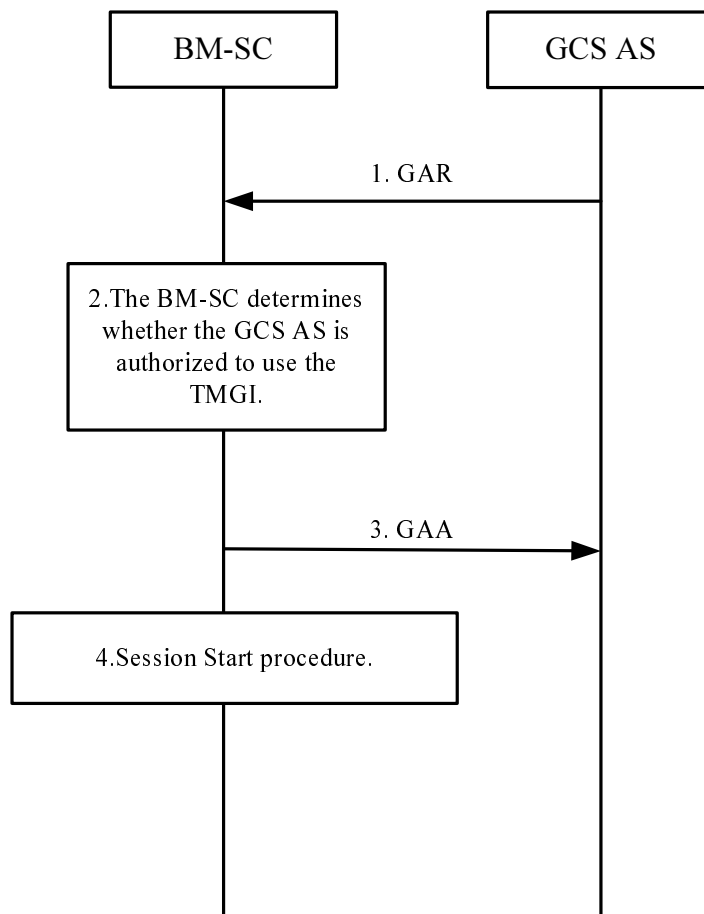 BM-SC
GCS AS
1. GAR
2.The BM-SC determines
whether the GCS AS is
authorized to use the
TMGI.
3. GAA
4.Session Start procedure.